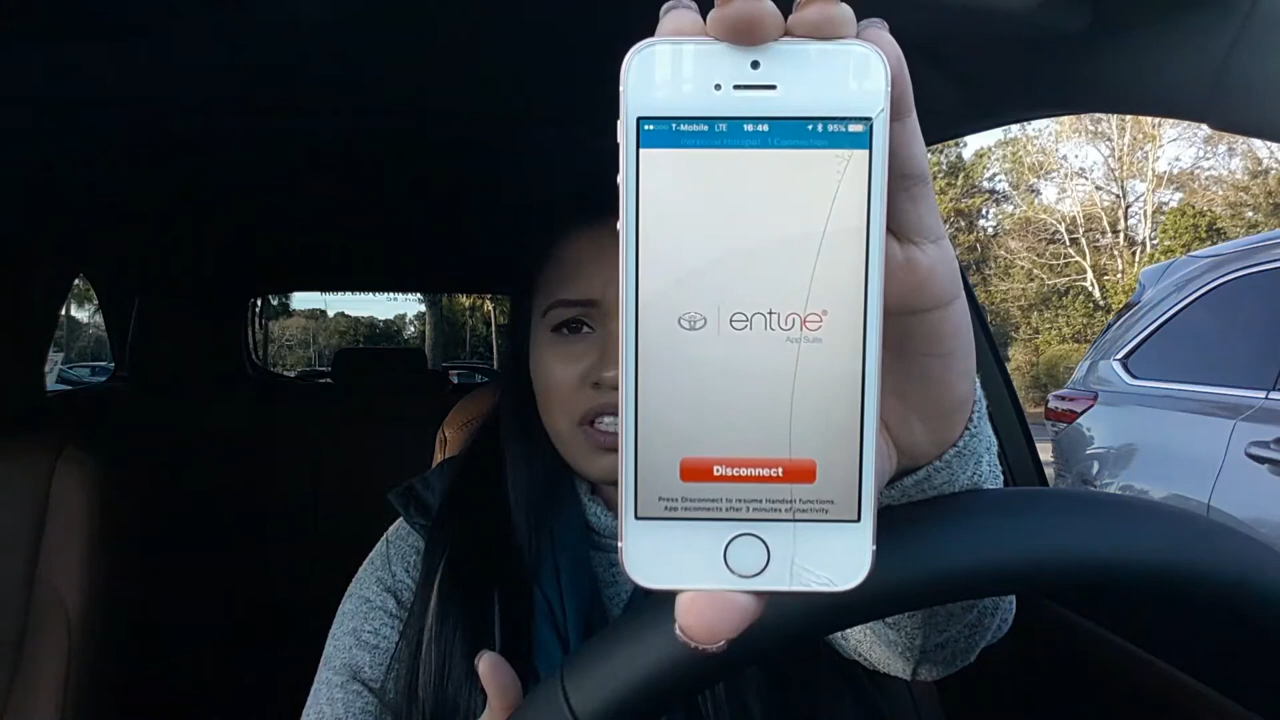 T-Mobile LTE 16:46 95%
Personal Hotspot: 1 Connection
entune®
App Suite
Disconnect
Press Disconnect to resume Handset functions.
App reconnects after 3 minutes of inactivity.